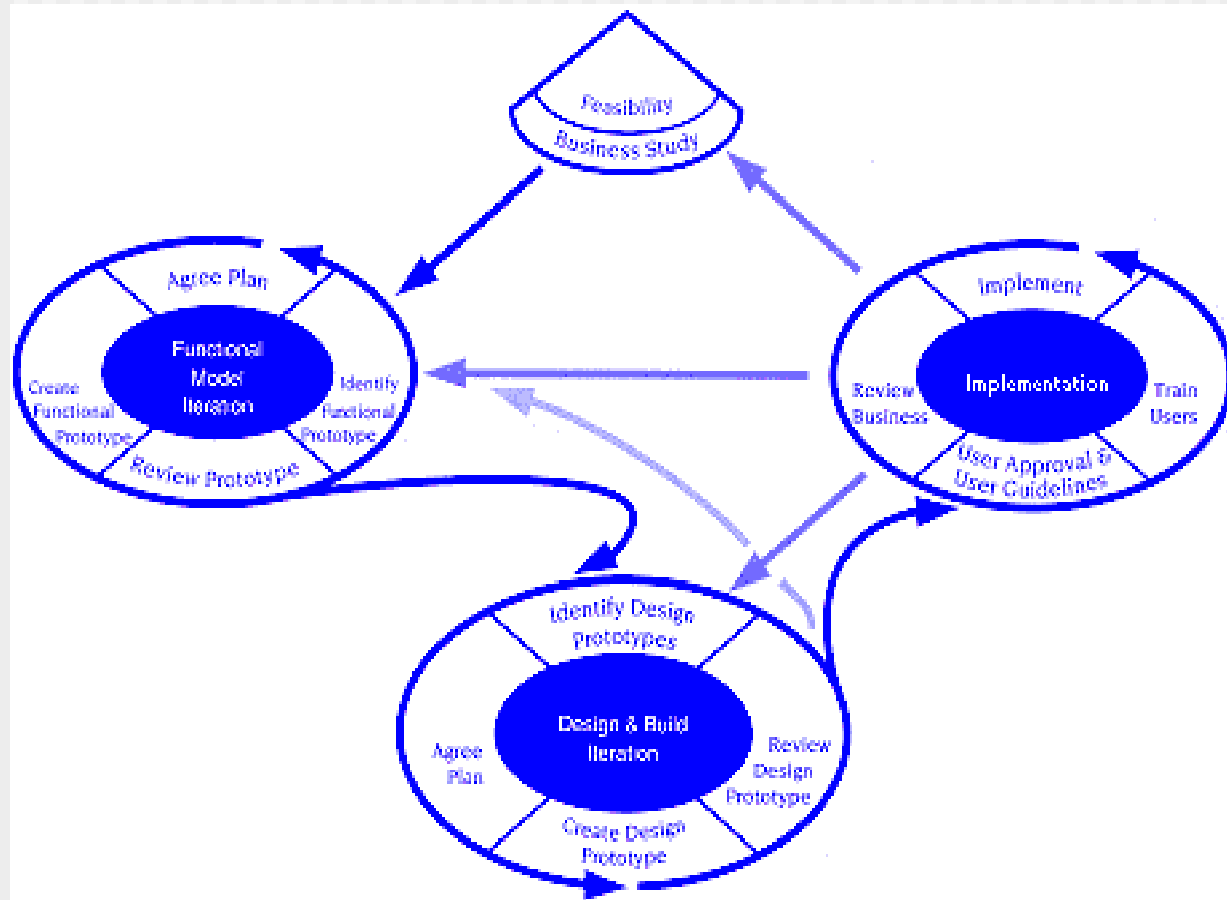 Feasibility
Business Study
Agree Plan
Functional
Model
Iteration
Create
Functional
Prototype
Identify
Functional
Prototype
Review Prototype
Implement
Implementation
Review
Business
Train
Users
User Approval &
User Guidelines
Identify Design
Prototypes
Design & Build
Iteration
Agree
Plan
Review
Design
Prototype
Create Design
Prototype